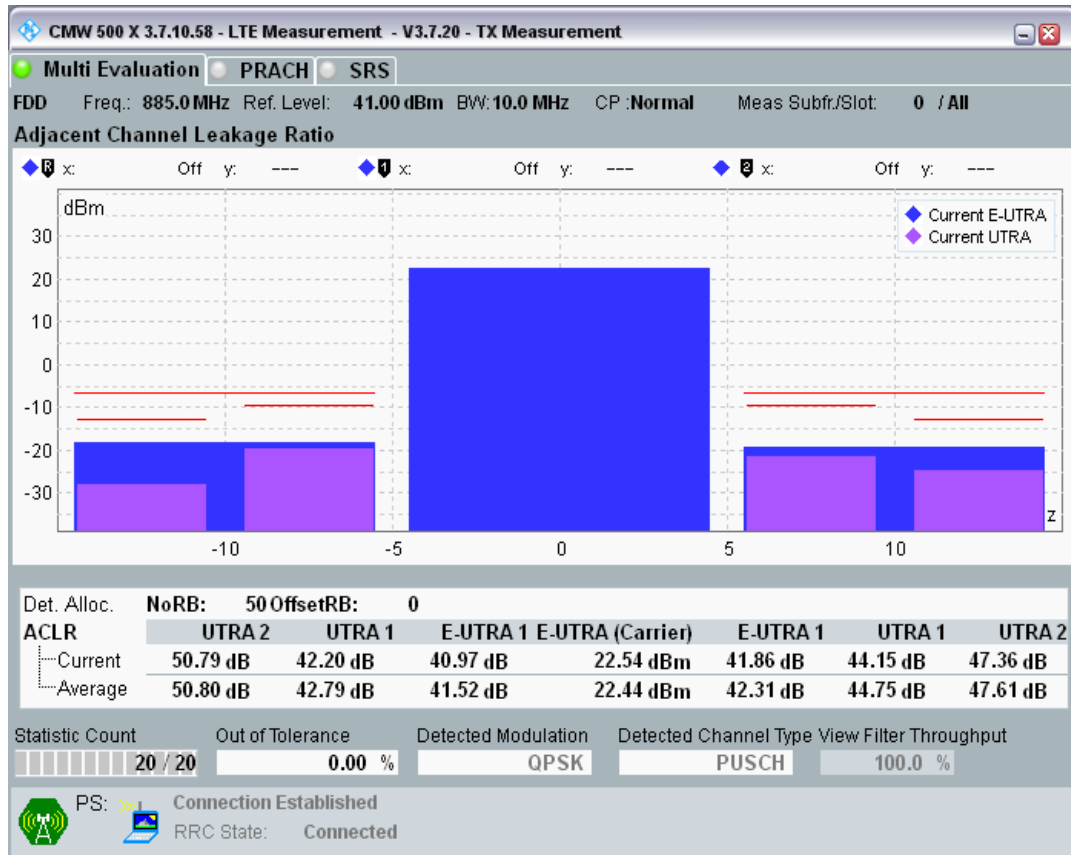 CMW 500 X 3.7.10.58 - LTE Measurement - V3.7.20 - TX Measurement
Multi Evaluation PRACH SRS
FDD Freq.: 885.0 MHz Ref. Level: 41.00 dBm BW: 10.0 MHz CP :Normal Meas Subfr./Slot: 0 / All
Adjacent Channel Leakage Ratio
R x: Off y: --- 1 x: Off y: --- 2 x: Off y: ---
dBm
Current E-UTRA
Current UTRA
30
20
10
0
-10
-20
-30
z
-10 -5 0 5 10
Det. Alloc. NoRB: 50 OffsetRB: 0
ACLR UTRA 2 UTRA 1 E-UTRA 1 E-UTRA (Carrier) E-UTRA 1 UTRA 1 UTRA 2
Current 50.79 dB 42.20 dB 40.97 dB 22.54 dBm 41.86 dB 44.15 dB 47.36 dB
Average 50.80 dB 42.79 dB 41.52 dB 22.44 dBm 42.31 dB 44.75 dB 47.61 dB
Statistic Count Out of Tolerance Detected Modulation Detected Channel Type View Filter Throughput
20 / 20 0.00 % QPSK PUSCH 100.0 %
PS: Connection Established
RRC State: Connected